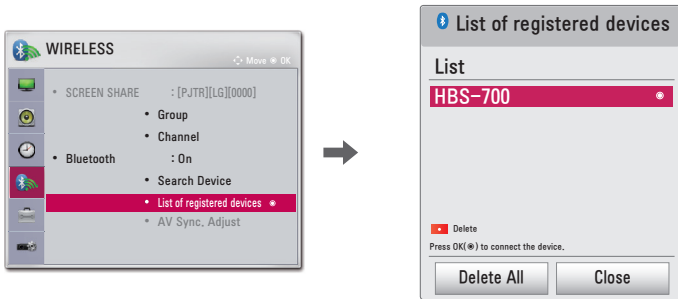 WIRELESS
Move ◉ OK
• SCREEN SHARE : [PJTR][LG][0000]
• Group
• Channel
• Bluetooth : On
• Search Device
• List of registered devices ◉
• AV Sync. Adjust
List of registered devices
List
HBS-700 ◉
Delete
Press OK(◉) to connect the device.
Delete All
Close